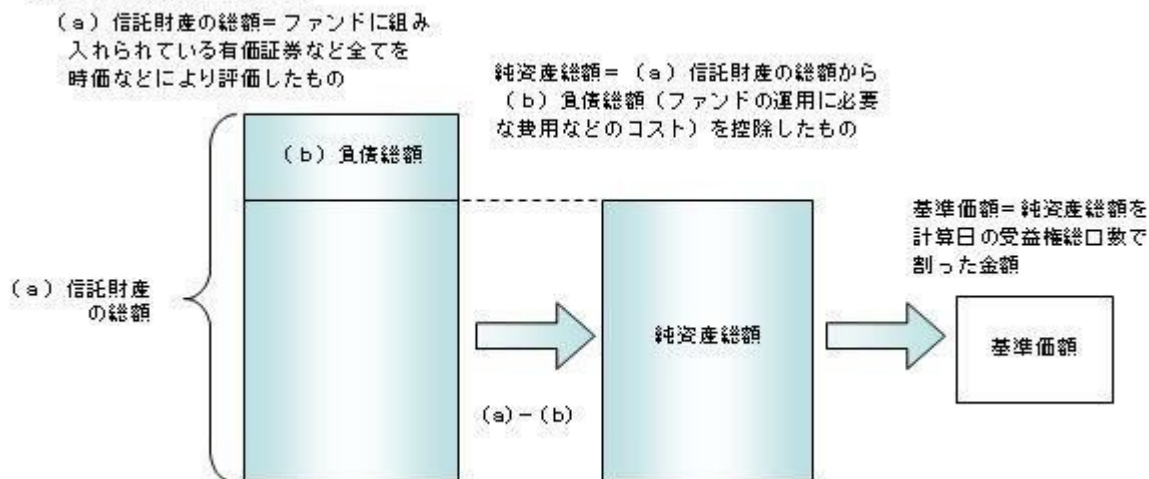 （a）信託財産の総額＝ファンドに組み
入れられている有価証券など全てを
時価などにより評価したもの
純資産総額＝（a）信託財産の総額から
（b）負債総額（ファンドの運用に必要
な費用などのコスト）を控除したもの
（b）負債総額
基準価額＝純資産総額を
計算日の受益権総口数で
割った金額
（a）信託財産
の総額
純資産総額
基準価額
(a)－(b)